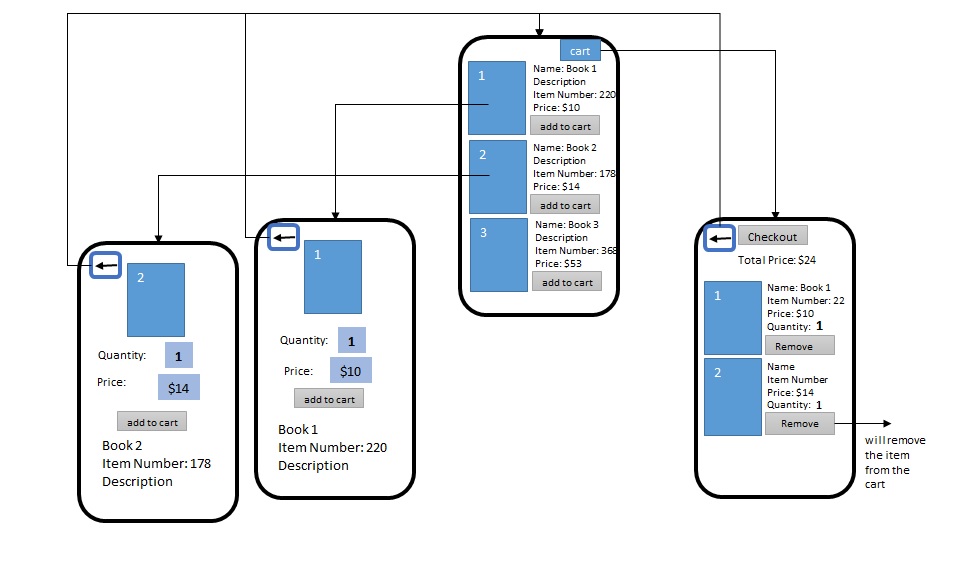 cart
1
Name: Book 1
Description
Item Number: 220
Price: $10
add to cart
2
Name: Book 2
Description
Item Number: 178
Price: $14
add to cart
3
Name: Book 3
Description
Item Number: 368
Price: $53
add to cart
2
Quantity: 1
Price: $14
add to cart
Book 2
Item Number: 178
Description
1
Quantity: 1
Price: $10
add to cart
Book 1
Item Number: 220
Description
Checkout
Total Price: $24
1
Name: Book 1
Item Number: 22
Price: $10
Quantity: 1
Remove
2
Name
Item Number
Price: $14
Quantity: 1
Remove
will remove
the item
from the
cart